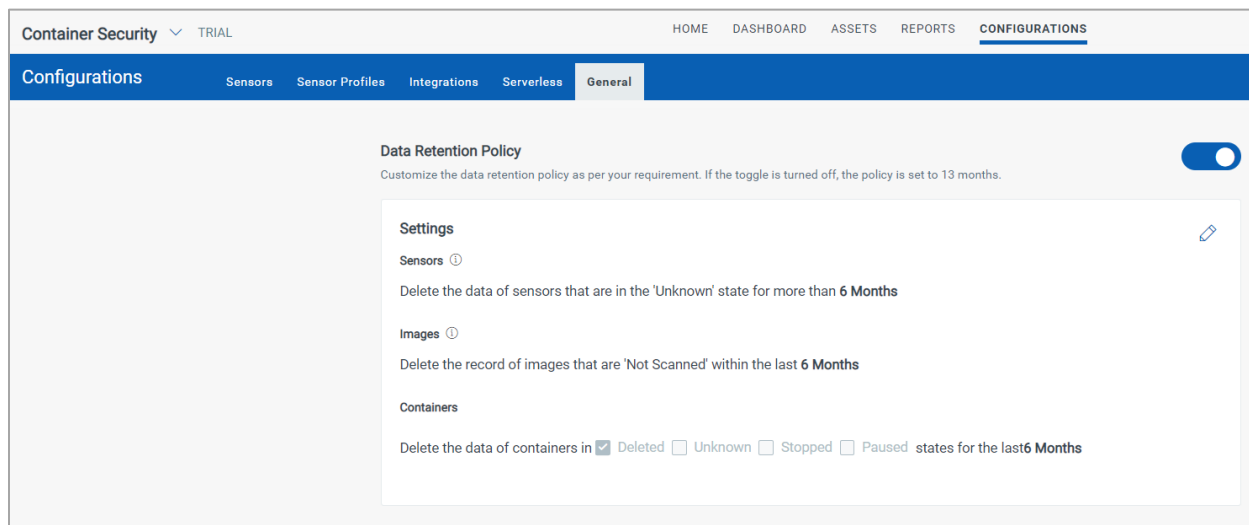 Container Security TRIAL HOME DASHBOARD ASSETS REPORTS CONFIGURATIONS
Configurations Sensors Sensor Profiles Integrations Serverless General
Data Retention Policy
Customize the data retention policy as per your requirement. If the toggle is turned off, the policy is set to 13 months.
Settings
Sensors
Delete the data of sensors that are in the 'Unknown' state for more than 6 Months
Images
Delete the record of images that are 'Not Scanned' within the last 6 Months
Containers
Delete the data of containers in Deleted Unknown Stopped Paused states for the last6 Months